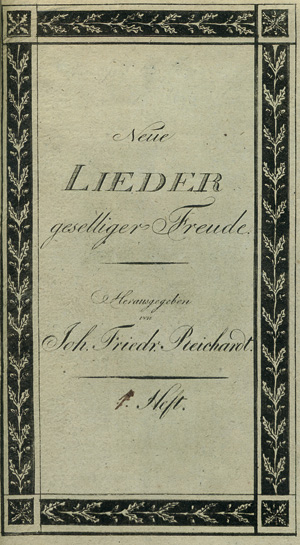 Neue
LIEDER
geselliger Freude.
Herausgegeben
von
Joh. Friedr. Reichardt.
1. Heft.